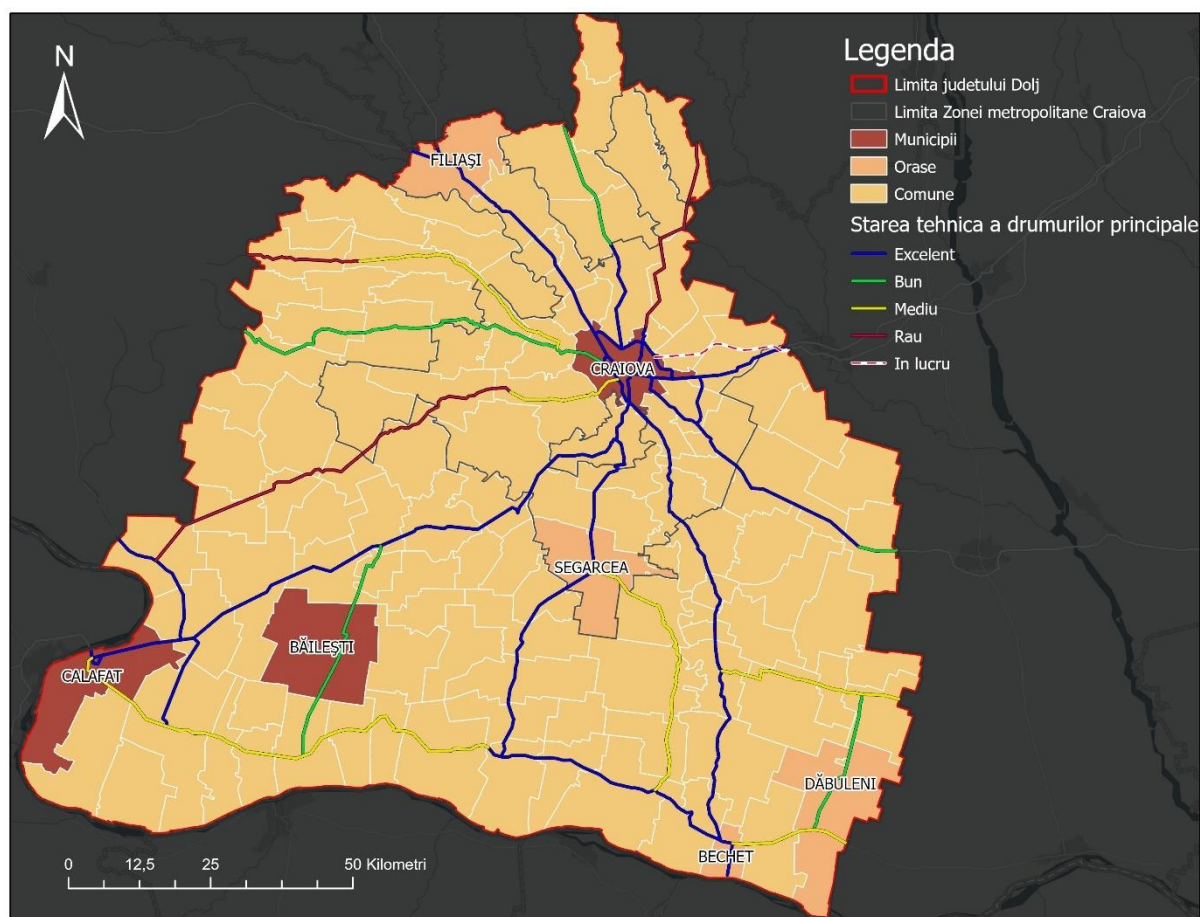 N
Legenda
Limita judetului Dolj
Limita Zonei metropolitane Craiova
Municipii
Orase
Comune
Starea tehnica a drumurilor principale
Excelent
Bun
Mediu
Rau
In lucru
FILIAŞI
CRAIOVA
SEGARCEA
BĂILEŞTI
CALAFAT
DĂBULENI
BECHET
0 12,5 25 50 Kilometri